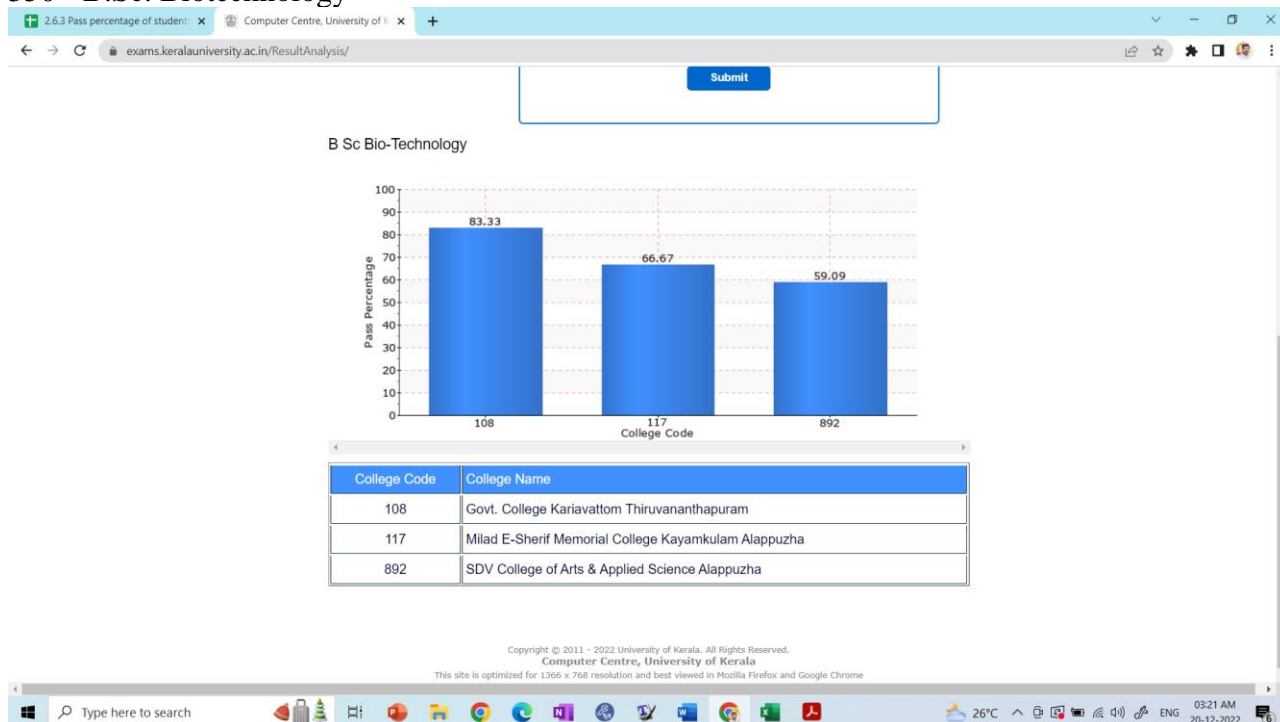 2.6.3 Pass percentage of student
Computer Centre, University of K
exams.keralauniversity.ac.in/ResultAnalysis/
Submit
B Sc Bio-Technology
100
90
80
70
60
50
40
30
20
10
0
Pass Percentage
83.33
66.67
59.09
108
117
892
College Code
College Code College Name
108 Govt. College Kariavattom Thiruvananthapuram
117 Milad E-Sherif Memorial College Kayamkulam Alappuzha
892 SDV College of Arts & Applied Science Alappuzha
Copyright © 2011 - 2022 University of Kerala. All Rights Reserved.
Computer Centre, University of Kerala
This site is optimized for 1366 x 768 resolution and best viewed in Mozilla Firefox and Google Chrome
Type here to search
26°C
ENG
03:21 AM
20-12-2022